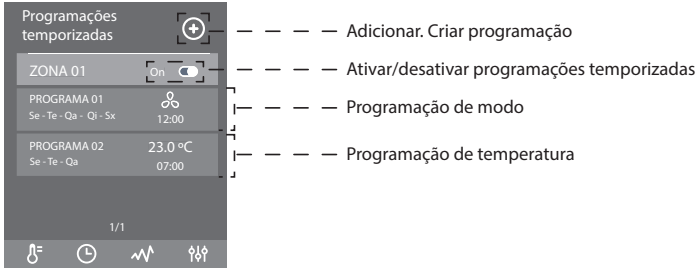 Programações
temporizadas
Adicionar. Criar programação
ZONA 01
On
Ativar/desativar programações temporizadas
PROGRAMA 01
Se - Te - Qa - Qi - Sx
12:00
Programação de modo
PROGRAMA 02
Se - Te - Qa
23.0 ºC
07:00
Programação de temperatura
1/1